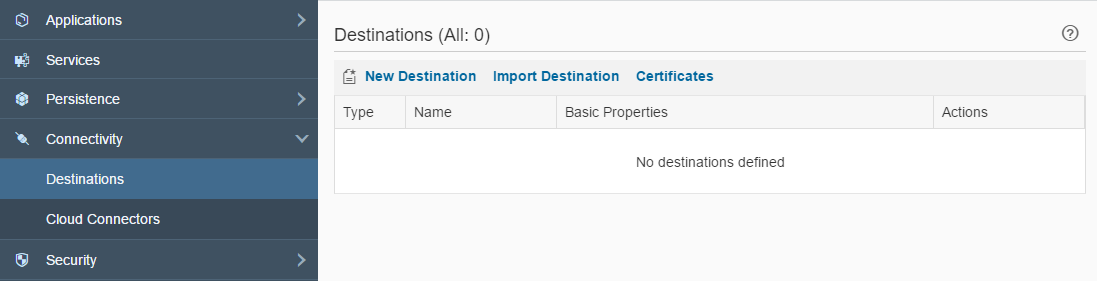 Applications
Services
Persistence
Connectivity
Destinations
Cloud Connectors
Security
Destinations (All: 0)
New Destination Import Destination Certificates
Type Name Basic Properties Actions
No destinations defined